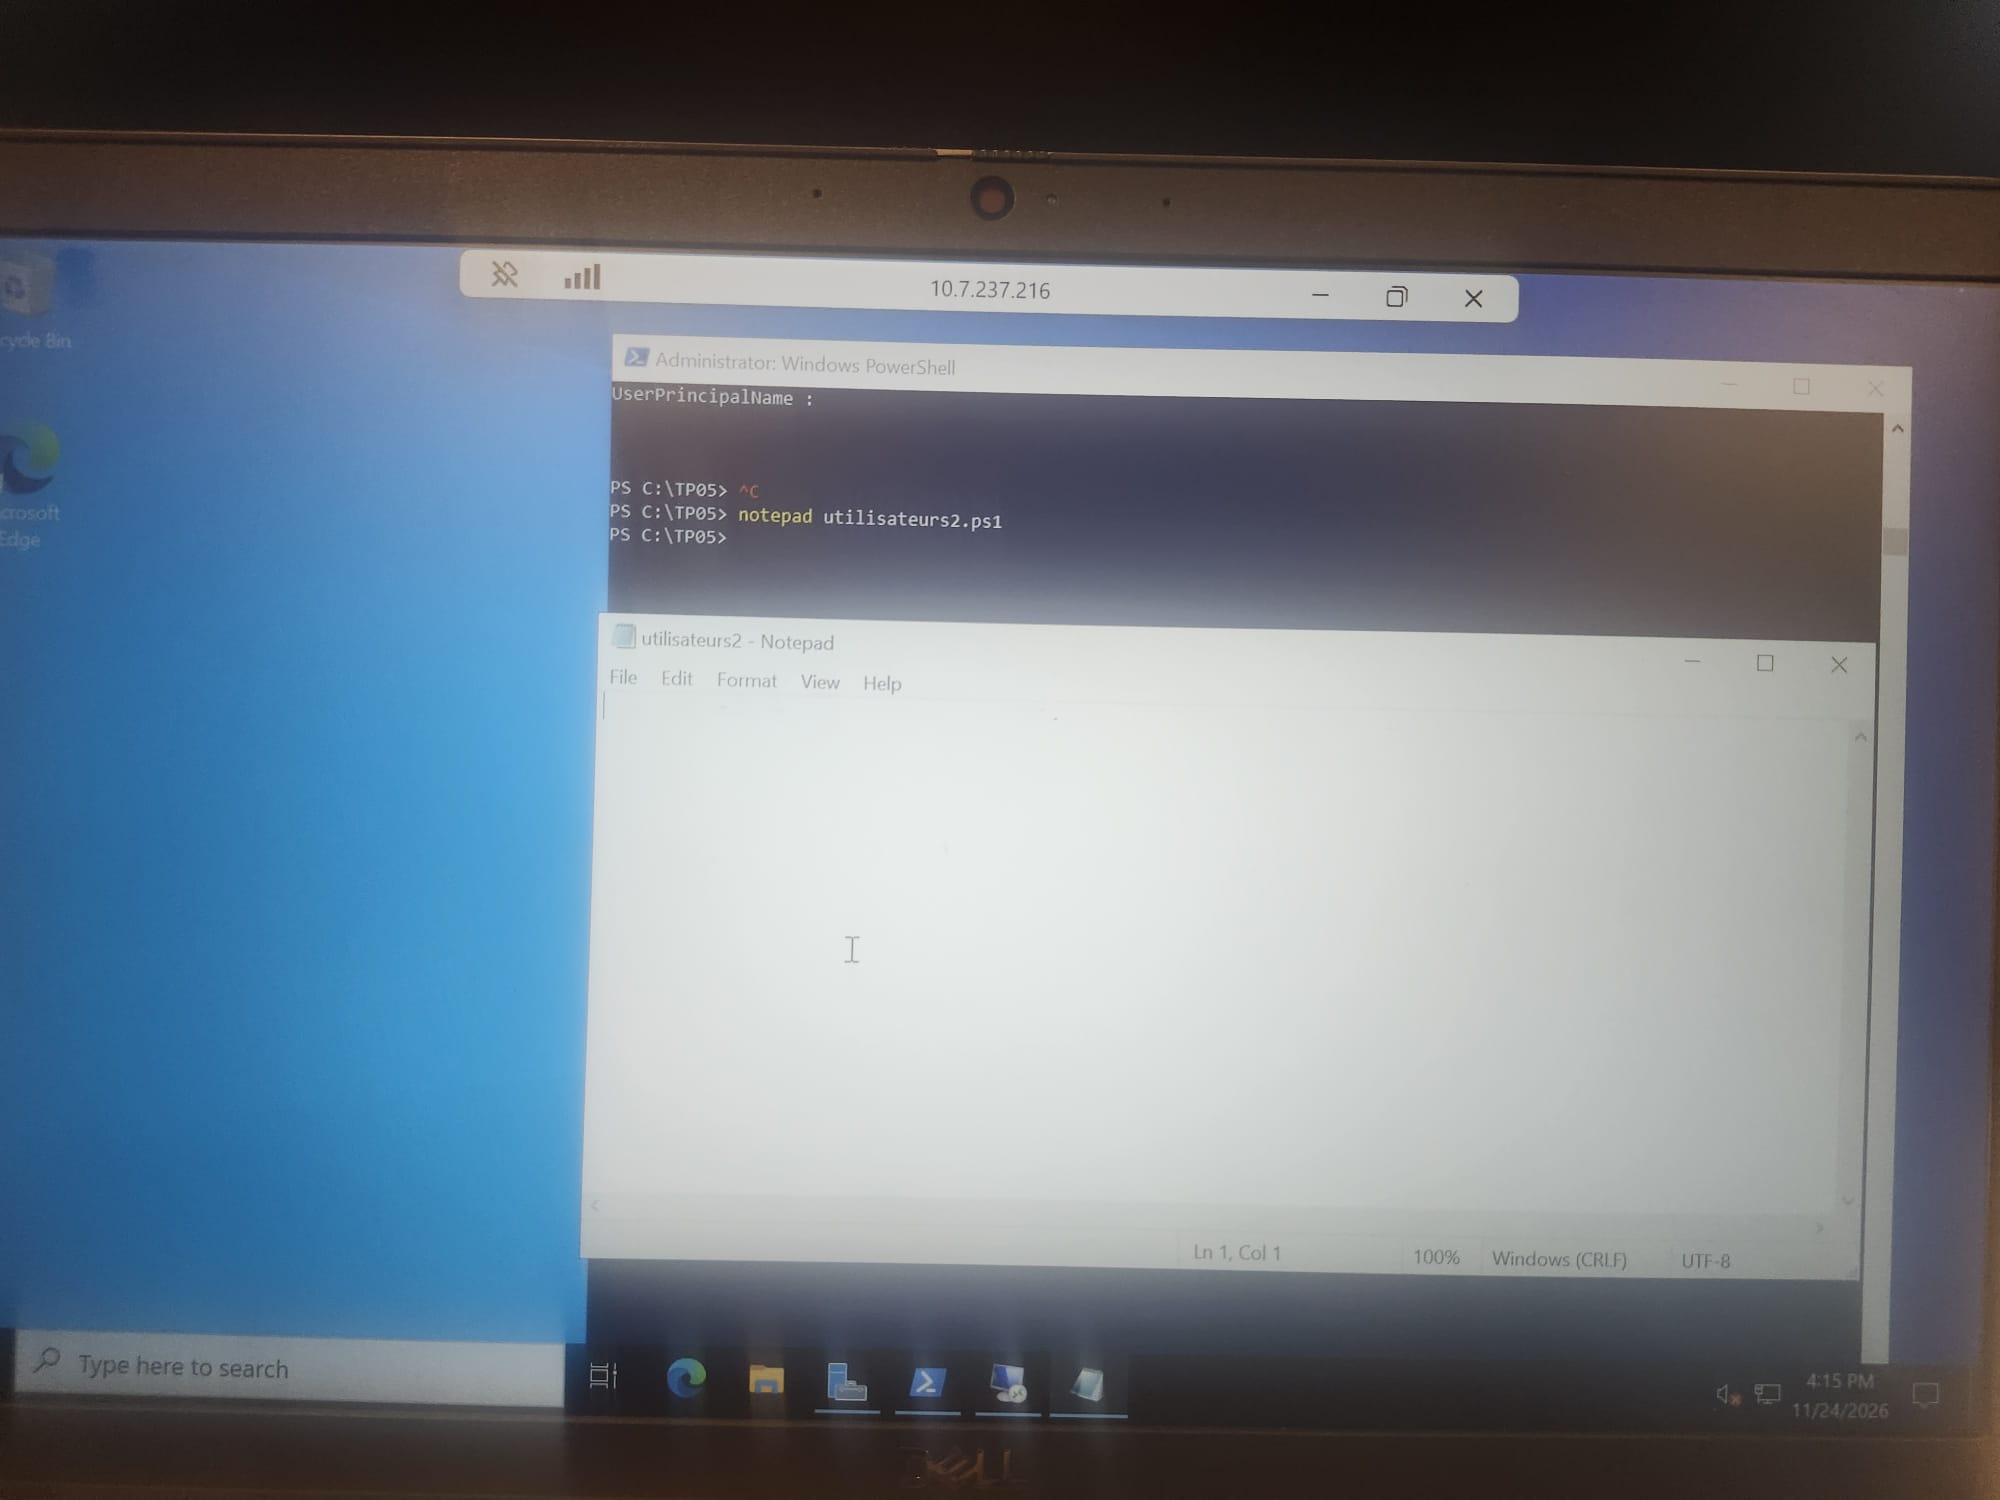 10.7.237.216
cycle Bin
crosoft
Edge
Administrator: Windows PowerShell
UserPrincipalName :
PS C:\TP05> ^C
PS C:\TP05> notepad utilisateurs2.ps1
PS C:\TP05>
utilisateurs2 - Notepad
File Edit Format View Help
Ln 1, Col 1 100% Windows (CRLF) UTF-8
Type here to search
4:15 PM
11/24/2026
DELL